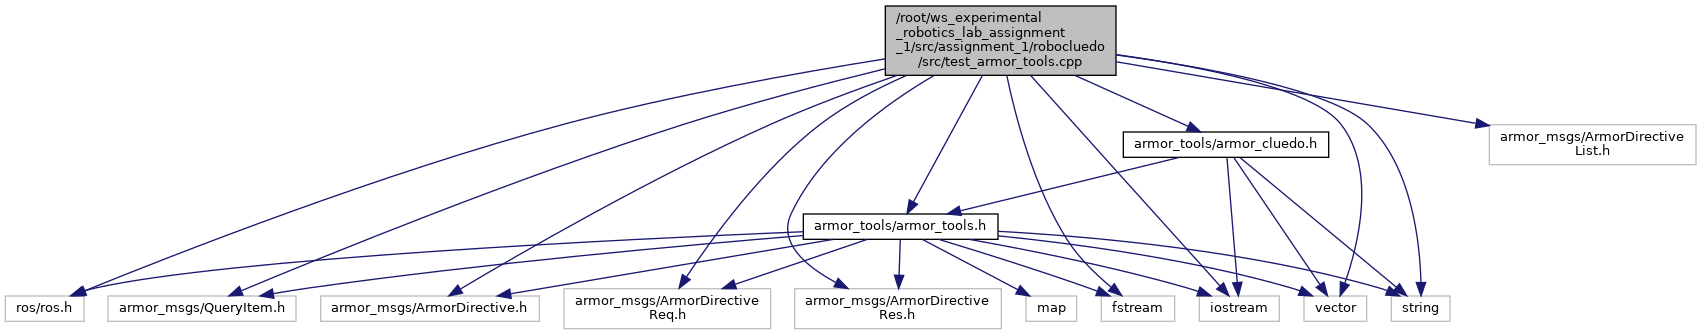 /root/ws_experimental
_robotics_lab_assignment
_1/src/assignment_1/robocluedo
/src/test_armor_tools.cpp
armor_msgs/ArmorDirective
List.h
armor_tools/armor_cluedo.h
armor_tools/armor_tools.h
ros/ros.h
armor_msgs/QueryItem.h
armor_msgs/ArmorDirective.h
armor_msgs/ArmorDirective
Req.h
armor_msgs/ArmorDirective
Res.h
map
fstream
iostream
vector
string